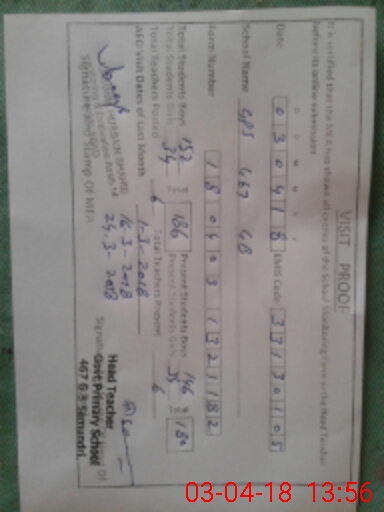 VISIT PROOF
It is certified that the MEA has shown all entries of the School Monitoring Form to the Head Teacher
before its online submission.
D D M M Y Y
Date 0 3 0 4 1 8 EMIS Code 3 3 1 3 0 1 0 5
School Name GPS 467 GB
Form Number 1 8 0 4 0 3 1 3 2 1 1 8 2
Total Students Boys 152 Total 186 Present Students Boys 146 Total 180
Total Students Girls 34 Present Students Girls 34
Total Teachers Posted 6 Total Teachers Present 6
AEO Visit Dates of Last Month 1-3-2018
16-3-2018
24-3-2018
Signature and Stamp Of MEA
Head Teacher
Govt Primary School
467 G.B Samundri
03-04-18 13:56